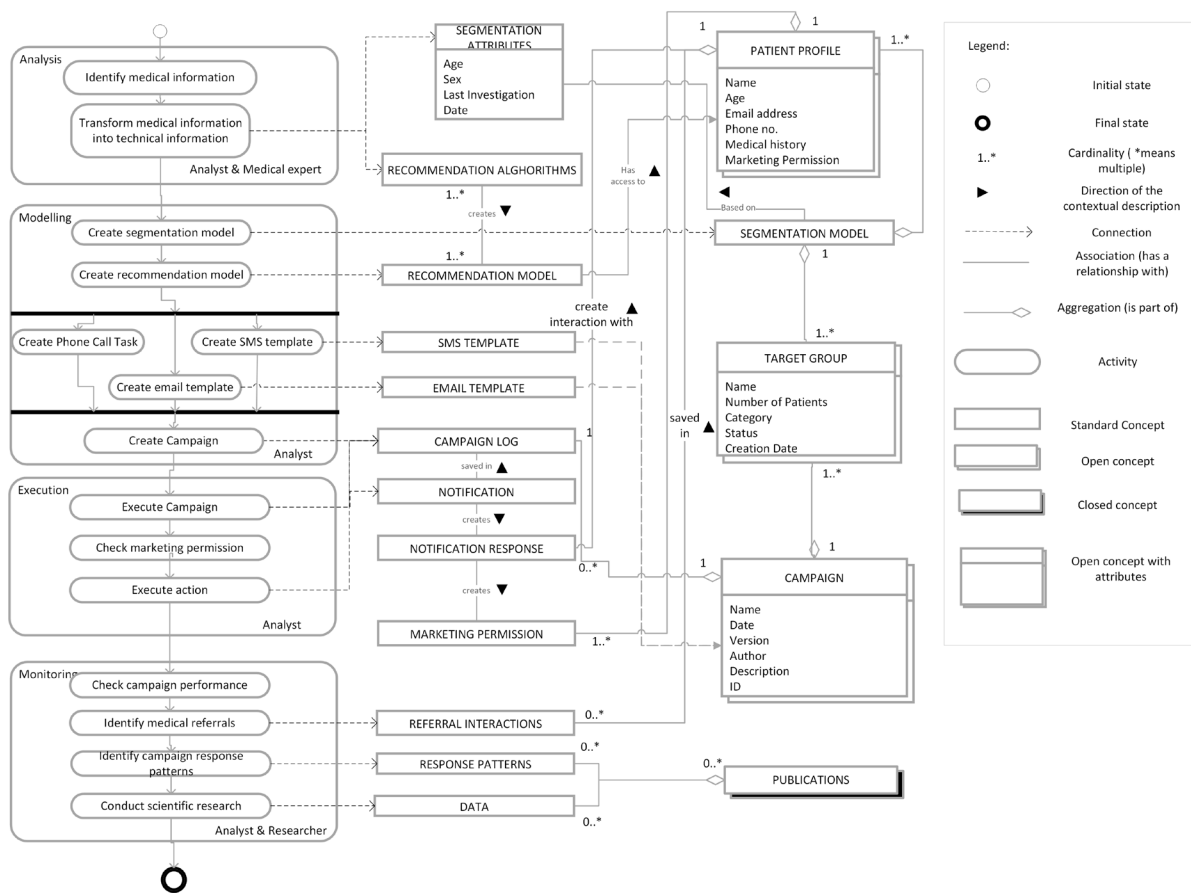 Analysis
Identify medical information
Transform medical information
into technical information
Analyst & Medical expert
Modelling
Create segmentation model
Create recommendation model
Create Phone Call Task
Create SMS template
Create email template
Create Campaign
Analyst
Execution
Execute Campaign
Check marketing permission
Execute action
Analyst
Monitoring
Check campaign performance
Identify medical referrals
Identify campaign response
patterns
Conduct scientific research
Analyst & Researcher
SEGMENTATION
ATTRIBUTES
Age
Sex
Last Investigation
Date
RECOMMENDATION ALGHORITHMS
1..*
creates
1..*
RECOMMENDATION MODEL
SMS TEMPLATE
EMAIL TEMPLATE
CAMPAIGN LOG
1
saved in
NOTIFICATION
creates
NOTIFICATION RESPONSE
0..*
creates
MARKETING PERMISSION
1..*
REFERRAL INTERACTIONS
0..*
RESPONSE PATTERNS
0..*
DATA
0..*
Has
access to
create
interaction with
saved
in
1
1
1..*
PATIENT PROFILE
Name
Age
Email address
Phone no.
Medical history
Marketing Permission
Based on
SEGMENTATION MODEL
1
1..*
TARGET GROUP
Name
Number of Patients
Category
Status
Creation Date
1..*
1
1
CAMPAIGN
Name
Date
Version
Author
Description
ID
0..*
PUBLICATIONS
Legend:
Initial state
Final state
1..*
Cardinality ( *means
multiple)
Direction of the
contextual description
Connection
Association (has a
relationship with)
Aggregation (is part of)
Activity
Standard Concept
Open concept
Closed concept
Open concept with
attributes